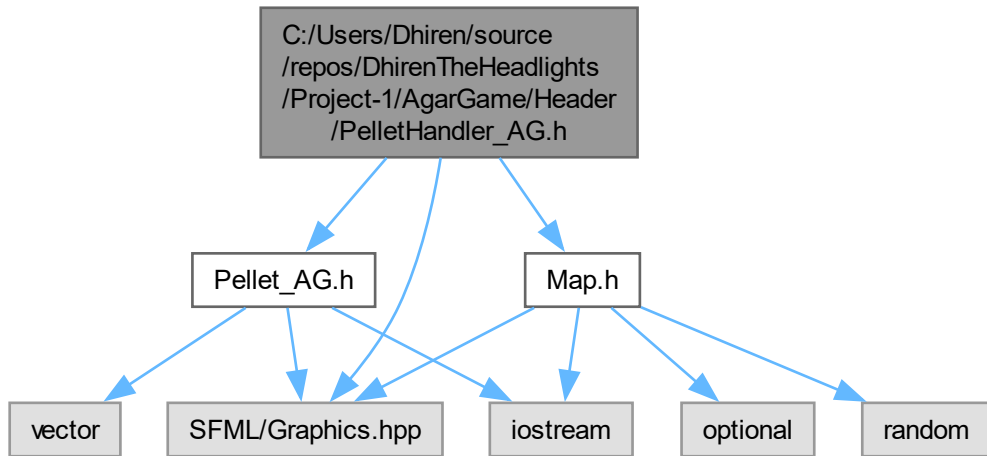 C:/Users/Dhiren/source
/repos/DhirenTheHeadlights
/Project-1/AgarGame/Header
/PelletHandler_AG.h
Pellet_AG.h
Map.h
vector
SFML/Graphics.hpp
iostream
optional
random